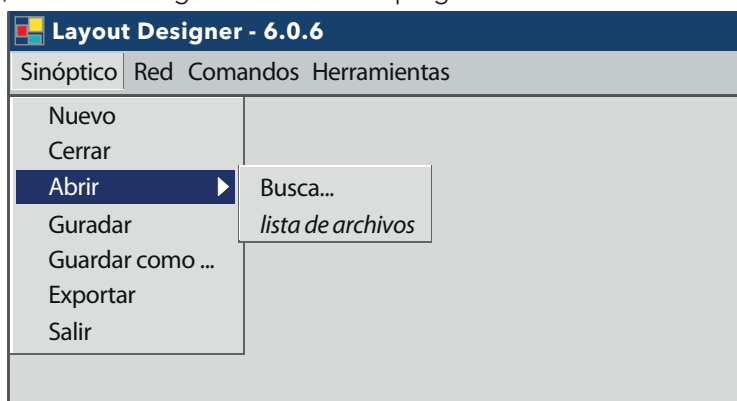 Layout Designer - 6.0.6
Sinóptico Red Comandos Herramientas
Nuevo
Cerrar
Abrir
Busca...
Guradar
lista de archivos
Guardar como ...
Exportar
Salir